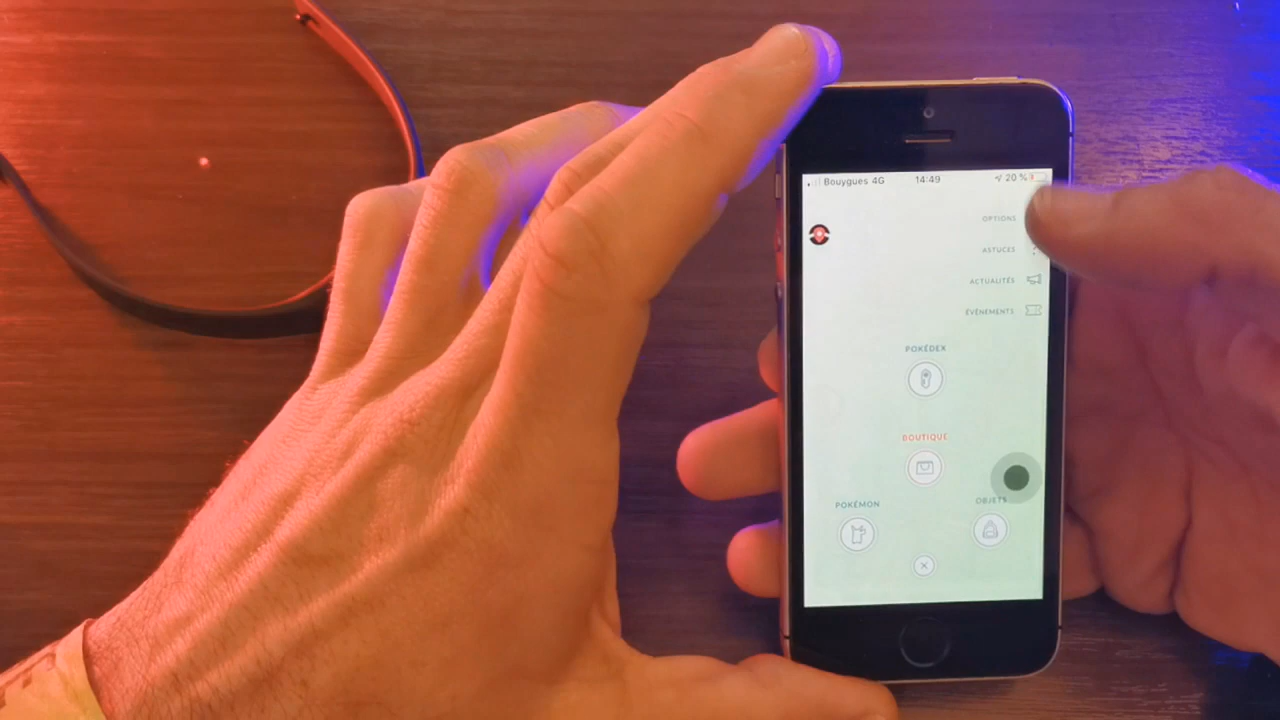 Bouygues 4G 14:49 20 %
OPTIONS
ASTUCES
ACTUALITÉS
ÉVÉNEMENTS
POKÉDEX
BOUTIQUE
POKÉMON
OBJETS